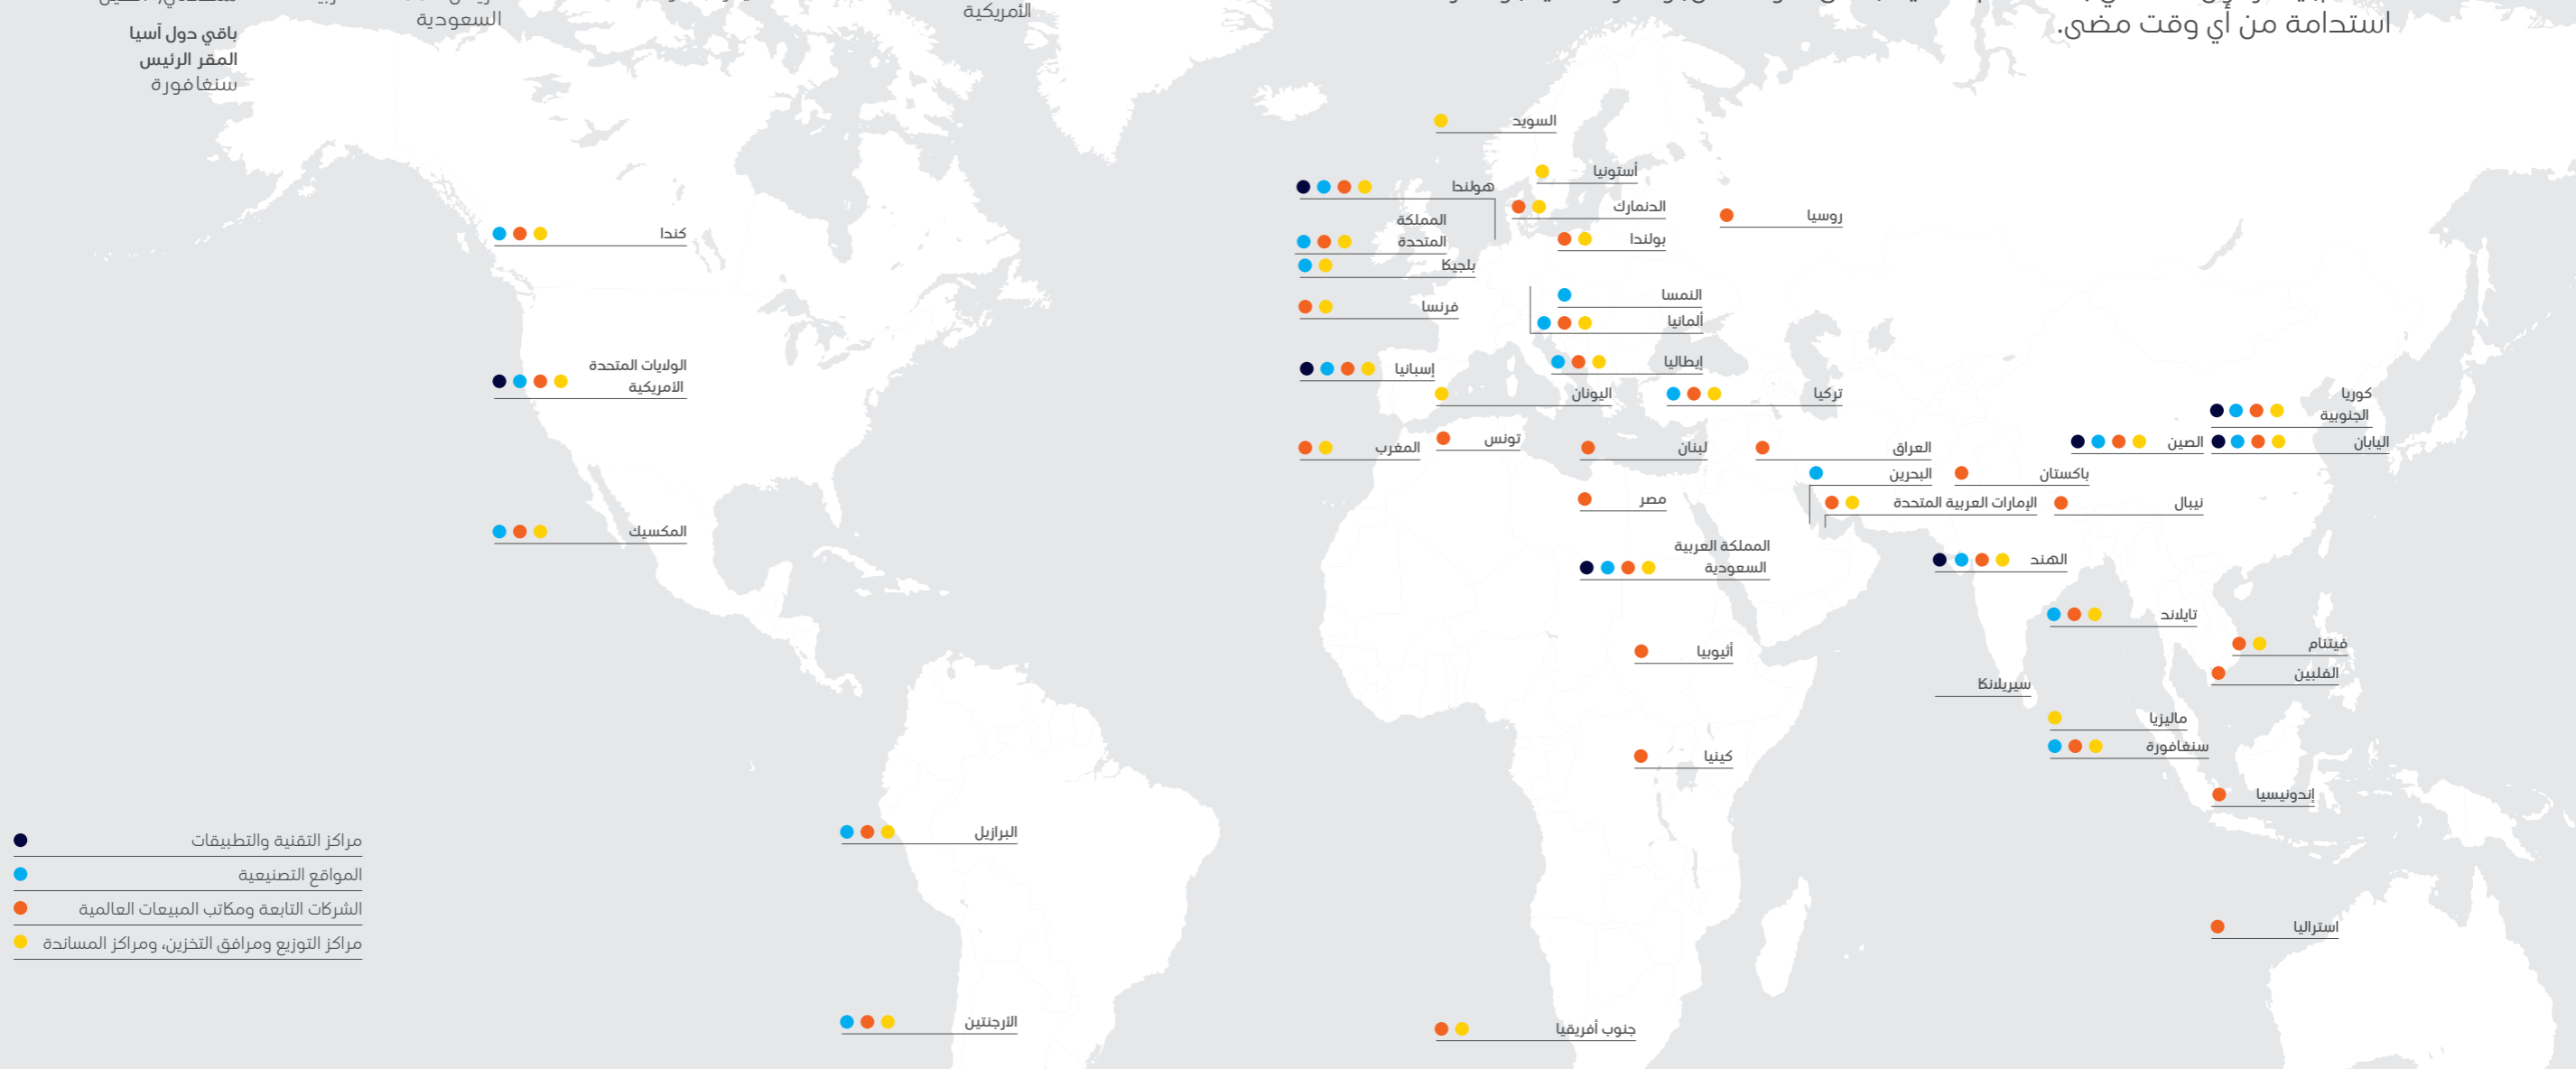 استدامة من أي وقت مضى.
الأمريكية
السعودية
باقي دول آسيا
المقر الرئيس
سنغافورة
السويد
أستونيا
هولندا
الدنمارك
روسيا
المملكة
المتحدة
بولندا
بلجيكا
كندا
النمسا
فرنسا
ألمانيا
إيطاليا
إسبانيا
الولايات المتحدة
الأمريكية
اليونان
تركيا
كوريا
الجنوبية
اليابان
الصين
تونس
المغرب
لبنان
العراق
البحرين
باكستان
مصر
الإمارات العربية المتحدة
نيبال
المكسيك
المملكة العربية
السعودية
الهند
تايلاند
فيتنام
أثيوبيا
الفلبين
سيريلانكا
ماليزيا
سنغافورة
كينيا
إندونيسيا
البرازيل
استراليا
الأرجنتين
جنوب أفريقيا
مراكز التقنية والتطبيقات
المواقع التصنيعية
الشركات التابعة ومكاتب المبيعات العالمية
مراكز التوزيع ومرافق التخزين، ومراكز المساندة